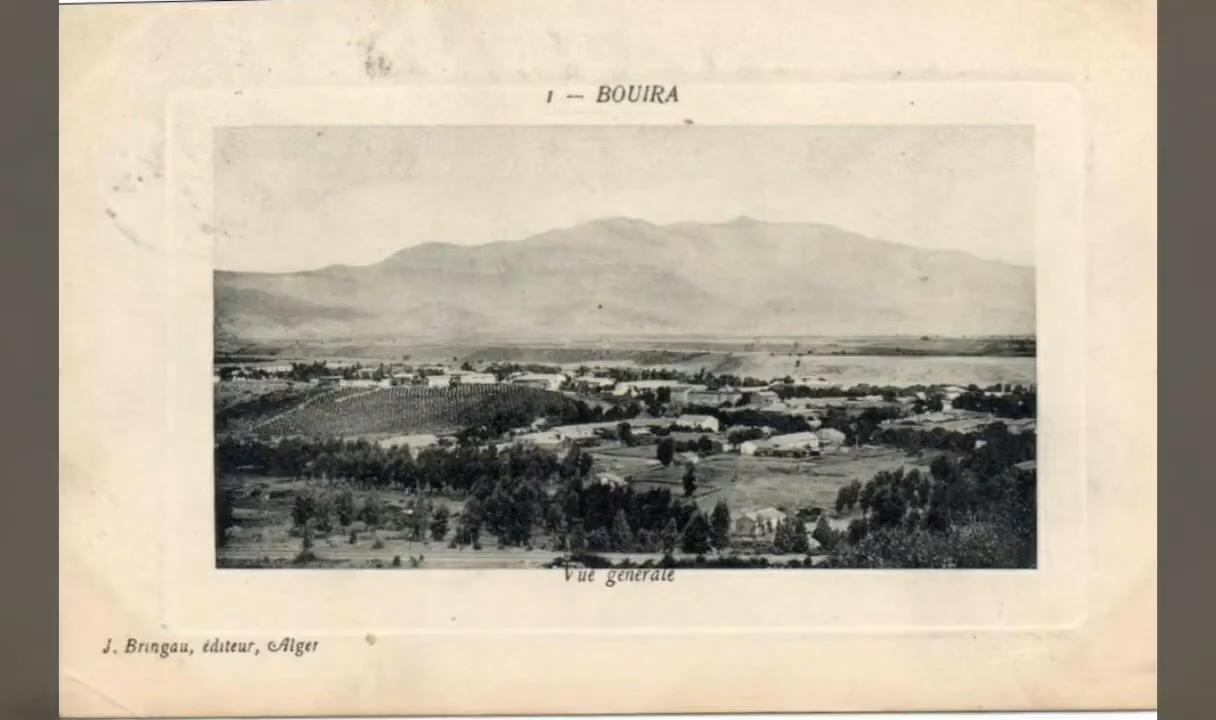 1 — BOUIRA
Vue générale
J. Bringau, éditeur, Alger